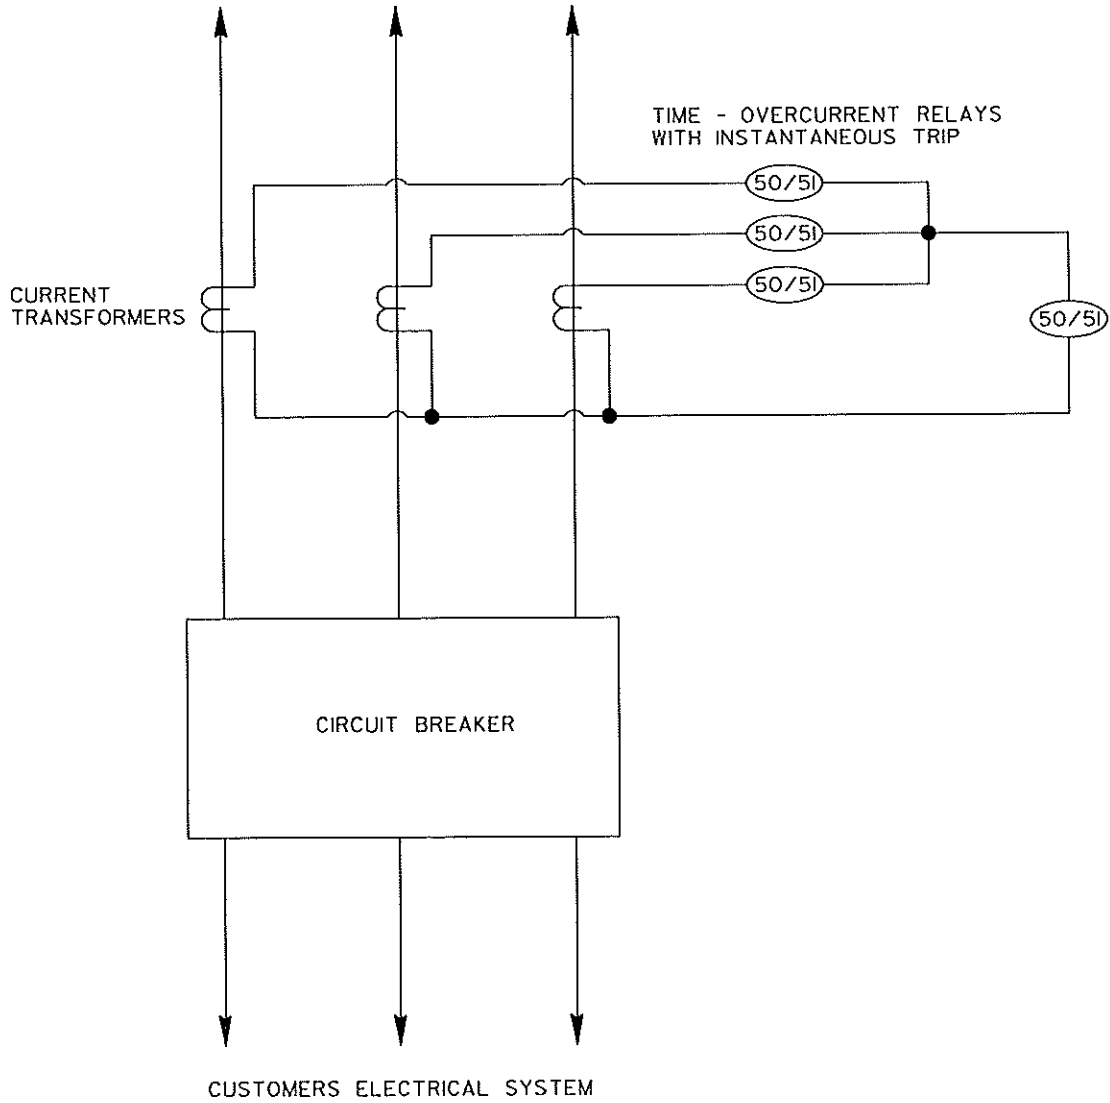 TIME - OVERCURRENT RELAYS
WITH INSTANTANEOUS TRIP
50/51
50/51
50/51
CURRENT
TRANSFORMERS
50/51
CIRCUIT BREAKER
CUSTOMERS ELECTRICAL SYSTEM